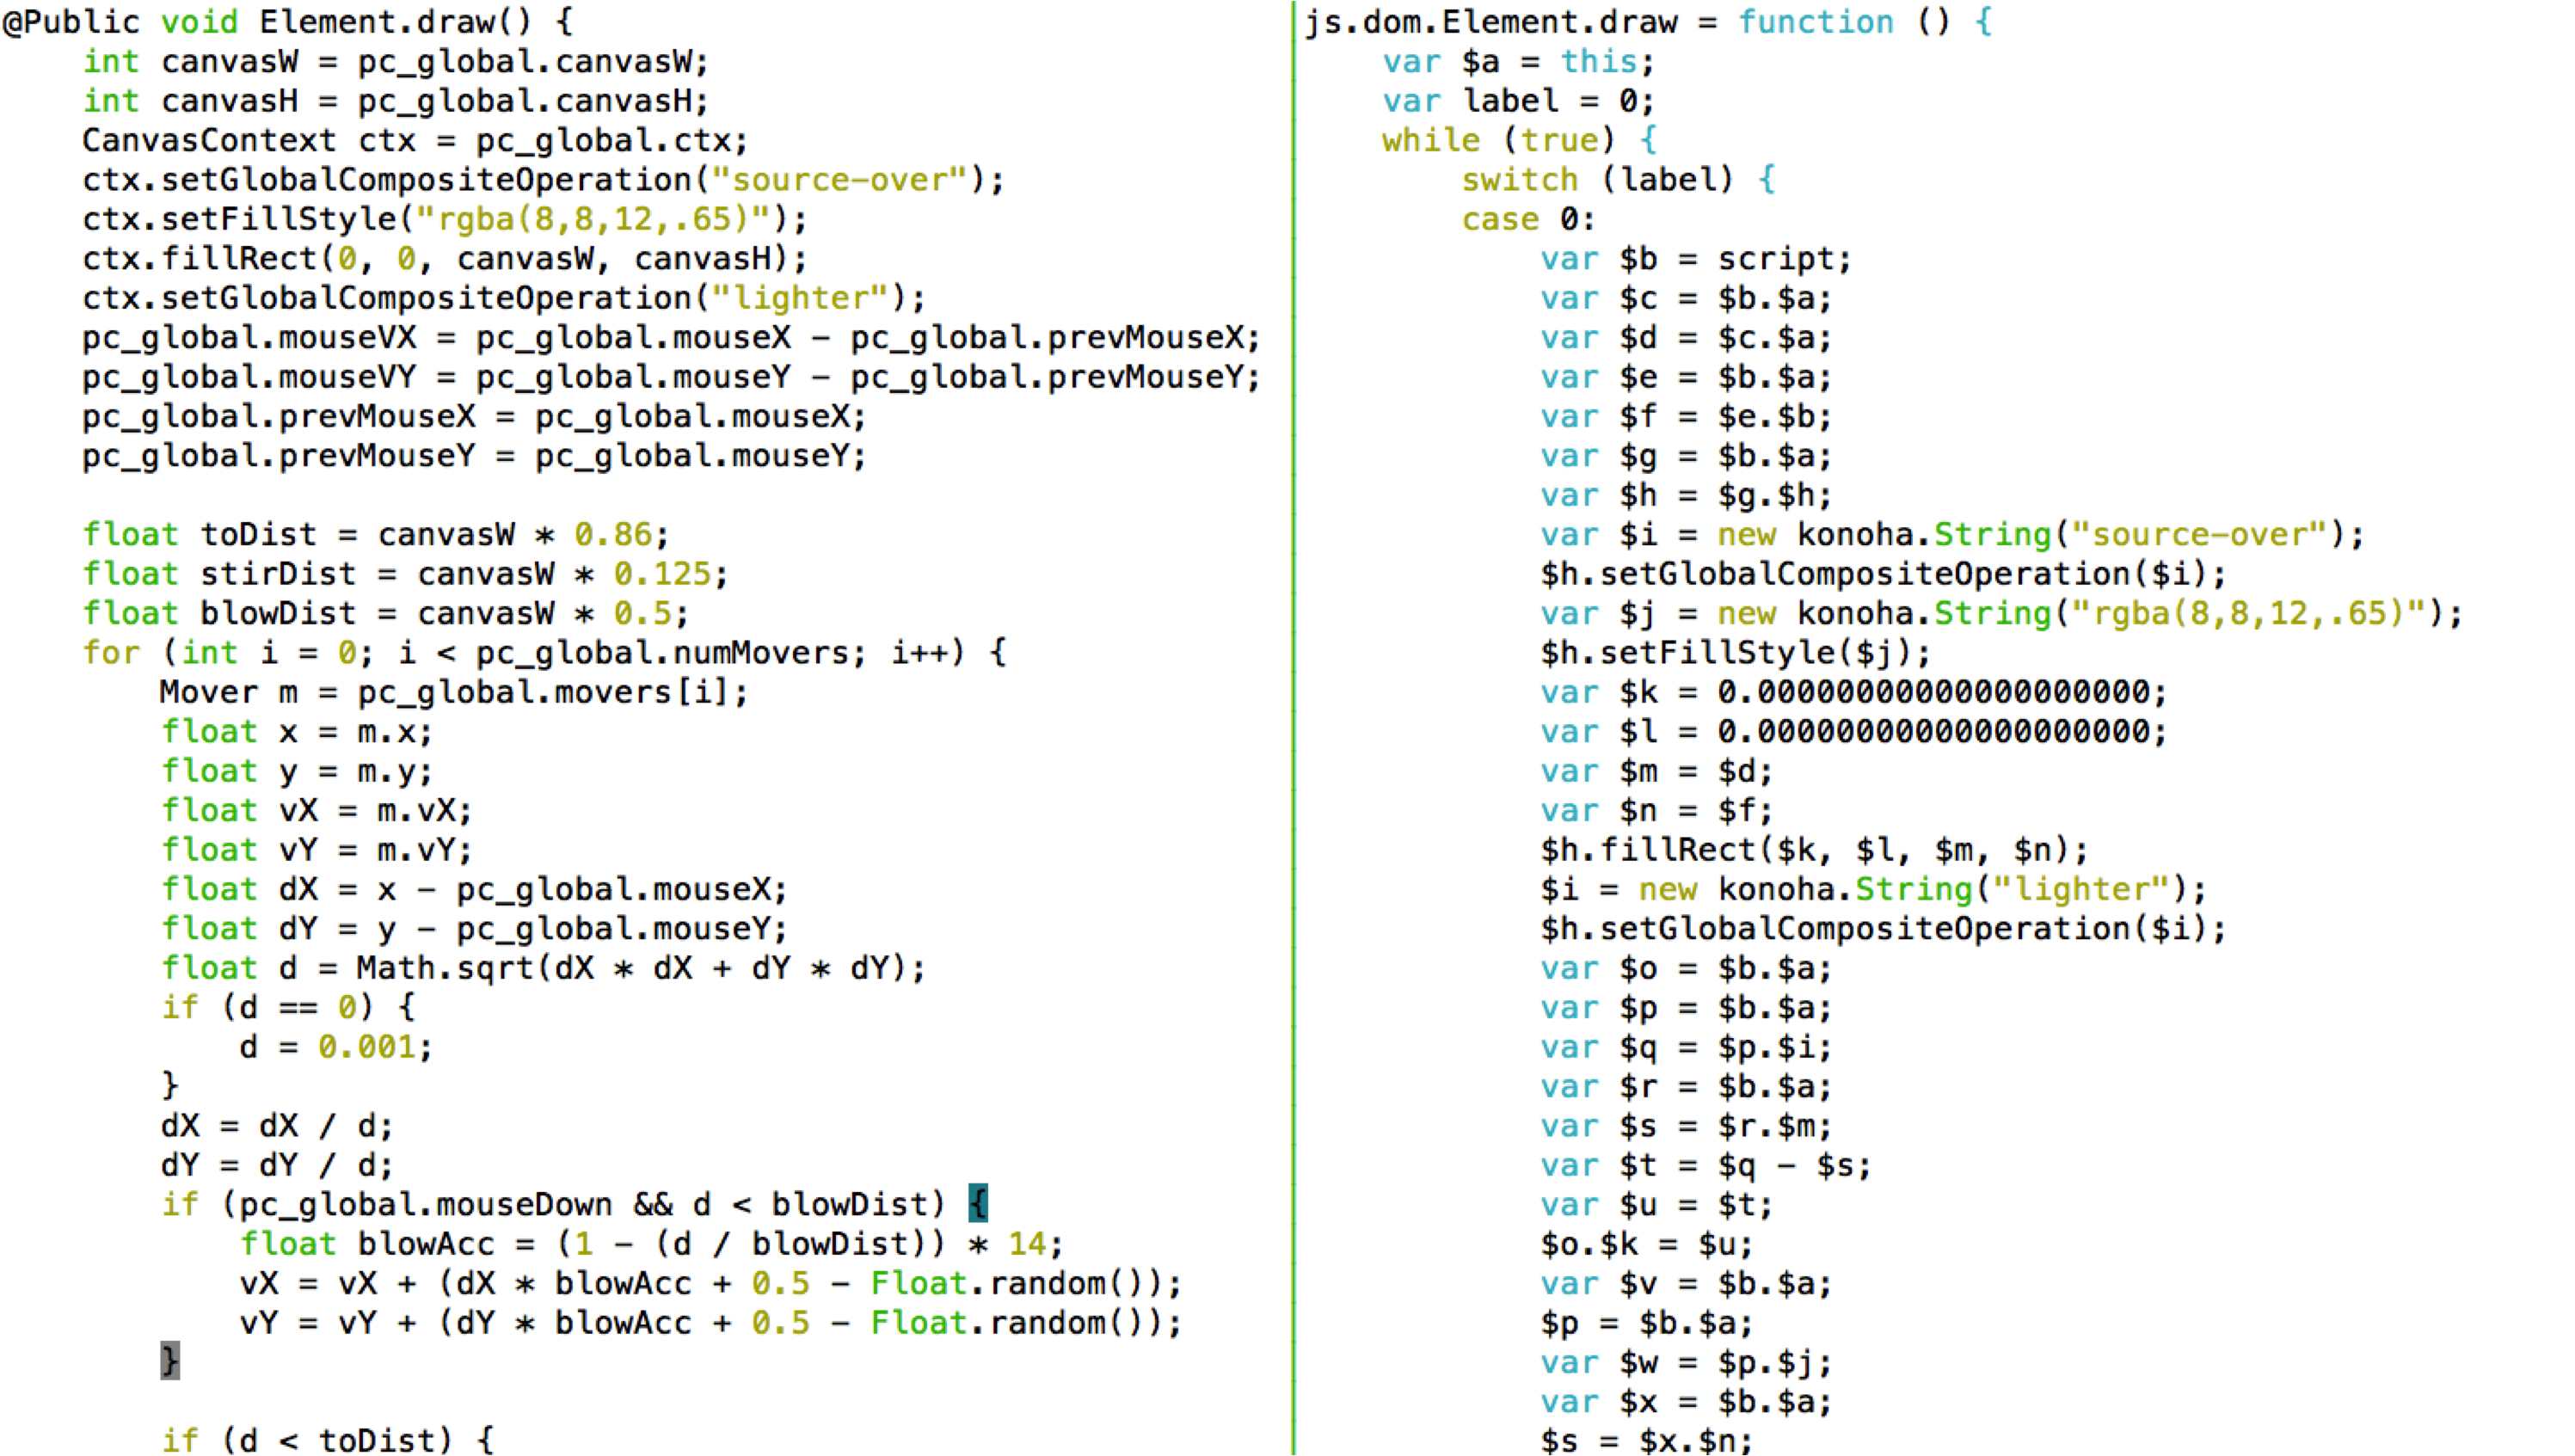 @Public void Element.draw() {
    int canvasW = pc_global.canvasW;
    int canvasH = pc_global.canvasH;
    CanvasContext ctx = pc_global.ctx;
    ctx.setGlobalCompositeOperation("source-over");
    ctx.setFillStyle("rgba(8,8,12,.65)");
    ctx.fillRect(0, 0, canvasW, canvasH);
    ctx.setGlobalCompositeOperation("lighter");
    pc_global.mouseVX = pc_global.mouseX - pc_global.prevMouseX;
    pc_global.mouseVY = pc_global.mouseY - pc_global.prevMouseY;
    pc_global.prevMouseX = pc_global.mouseX;
    pc_global.prevMouseY = pc_global.mouseY;

    float toDist = canvasW * 0.86;
    float stirDist = canvasW * 0.125;
    float blowDist = canvasW * 0.5;
    for (int i = 0; i < pc_global.numMovers; i++) {
        Mover m = pc_global.movers[i];
        float x = m.x;
        float y = m.y;
        float vX = m.vX;
        float vY = m.vY;
        float dX = x - pc_global.mouseX;
        float dY = y - pc_global.mouseY;
        float d = Math.sqrt(dX * dX + dY * dY);
        if (d == 0) {
            d = 0.001;
        }
        dX = dX / d;
        dY = dY / d;
        if (pc_global.mouseDown && d < blowDist) {
            float blowAcc = (1 - (d / blowDist)) * 14;
            vX = vX + (dX * blowAcc + 0.5 - Float.random());
            vY = vY + (dY * blowAcc + 0.5 - Float.random());
        }

        if (d < toDist) {
js.dom.Element.draw = function () {
    var $a = this;
    var label = 0;
    while (true) {
        switch (label) {
        case 0:
            var $b = script;
            var $c = $b.$a;
            var $d = $c.$a;
            var $e = $b.$a;
            var $f = $e.$b;
            var $g = $b.$a;
            var $h = $g.$h;
            var $i = new konoha.String("source-over");
            $h.setGlobalCompositeOperation($i);
            var $j = new konoha.String("rgba(8,8,12,.65)");
            $h.setFillStyle($j);
            var $k = 0.00000000000000000000;
            var $l = 0.00000000000000000000;
            var $m = $d;
            var $n = $f;
            $h.fillRect($k, $l, $m, $n);
            $i = new konoha.String("lighter");
            $h.setGlobalCompositeOperation($i);
            var $o = $b.$a;
            var $p = $b.$a;
            var $q = $p.$i;
            var $r = $b.$a;
            var $s = $r.$m;
            var $t = $q - $s;
            var $u = $t;
            $o.$k = $u;
            var $v = $b.$a;
            $p = $b.$a;
            var $w = $p.$j;
            var $x = $b.$a;
            $s = $x.$n;